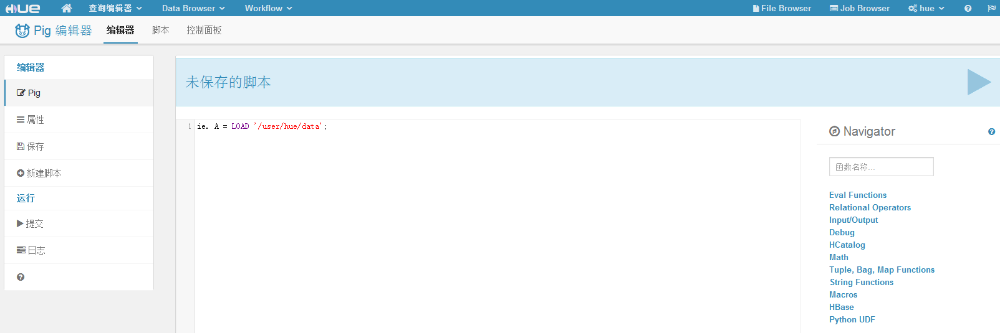 HUE 查询编辑器 Data Browser Workflow File Browser Job Browser hue
Pig 编辑器 编辑器 脚本 控制面板
编辑器
Pig
属性
保存
新建脚本
运行
提交
日志
未保存的脚本
1 ie. A = LOAD '/user/hue/data';
Navigator
函数名称...
Eval Functions
Relational Operators
Input/Output
Debug
HCatalog
Math
Tuple, Bag, Map Functions
String Functions
Macros
HBase
Python UDF